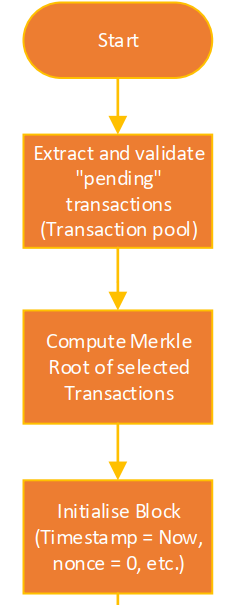 Start
Extract and validate
"pending"
transactions
(Transaction pool)
Compute Merkle
Root of selected
Transactions
Initialise Block
(Timestamp = Now,
nonce = 0, etc.)